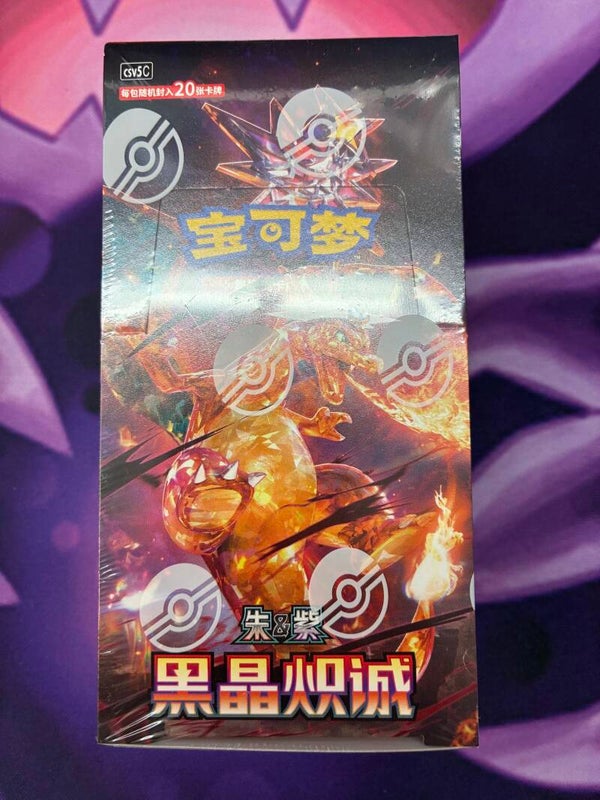 csv5C
每包随机封入20张卡牌
宝可梦
朱&紫
黑晶炽诚